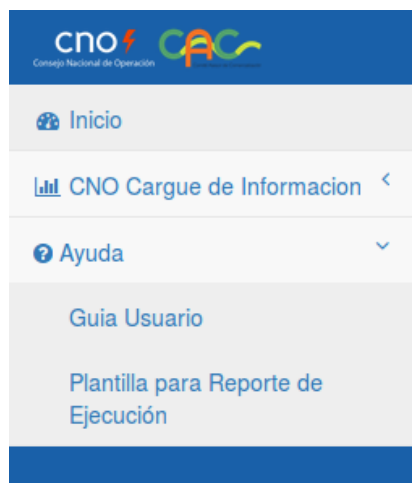 cno
CAC
Consejo Nacional de Operación
Inicio
CNO Cargue de Informacion
Ayuda
Guia Usuario
Plantilla para Reporte de
Ejecución